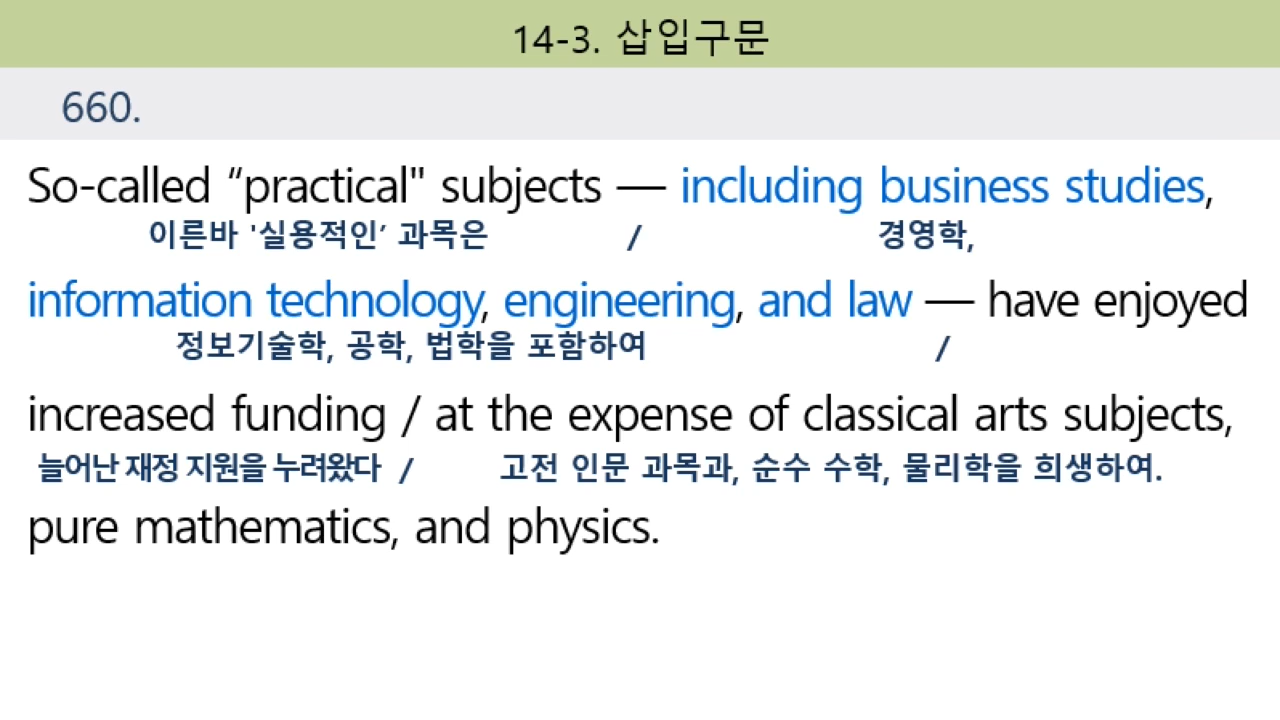 14-3. 삽입구문
660.
So-called “practical" subjects — including business studies,
이른바 '실용적인’ 과목은 / 경영학,
information technology, engineering, and law — have enjoyed
정보기술학, 공학, 법학을 포함하여 /
increased funding / at the expense of classical arts subjects,
늘어난 재정 지원을 누려왔다 / 고전 인문 과목과, 순수 수학, 물리학을 희생하여.
pure mathematics, and physics.